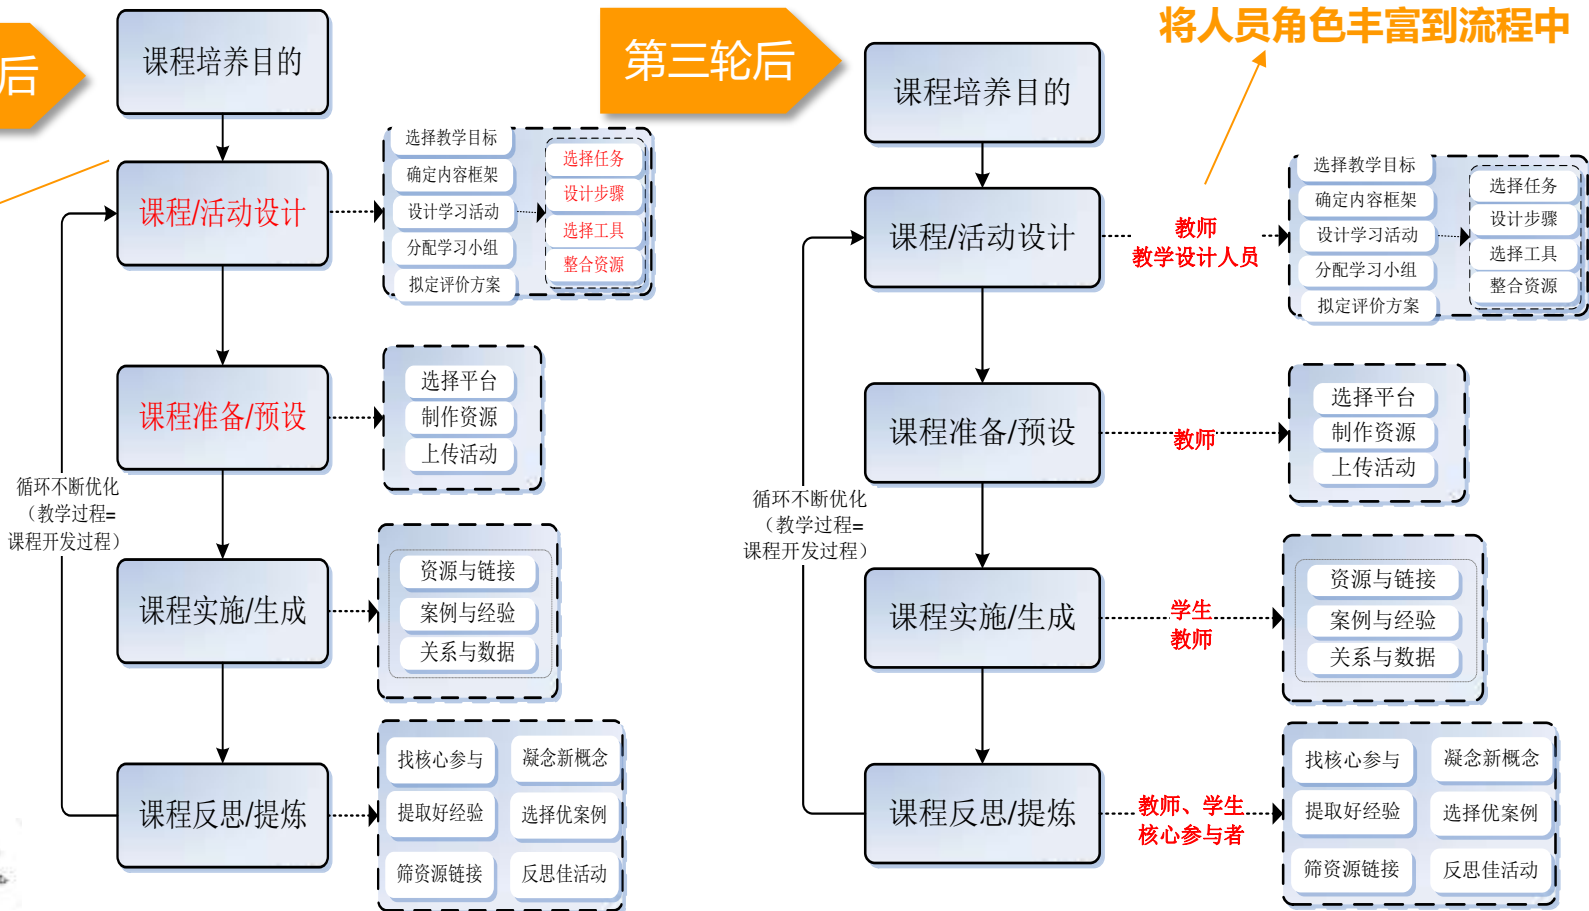 后
课程培养目的
课程/活动设计
选择教学目标
确定内容框架
设计学习活动
分配学习小组
拟定评价方案
选择任务
设计步骤
选择工具
整合资源
课程准备/预设
选择平台
制作资源
上传活动
循环不断优化
（教学过程=
课程开发过程）
课程实施/生成
资源与链接
案例与经验
关系与数据
课程反思/提炼
找核心参与
凝念新概念
提取好经验
选择优案例
筛资源链接
反思佳活动
第三轮后
将人员角色丰富到流程中
课程培养目的
课程/活动设计
教师
教学设计人员
选择教学目标
确定内容框架
设计学习活动
分配学习小组
拟定评价方案
选择任务
设计步骤
选择工具
整合资源
课程准备/预设
教师
选择平台
制作资源
上传活动
循环不断优化
（教学过程=
课程开发过程）
课程实施/生成
学生
教师
资源与链接
案例与经验
关系与数据
课程反思/提炼
教师、学生
核心参与者
找核心参与
凝念新概念
提取好经验
选择优案例
筛资源链接
反思佳活动